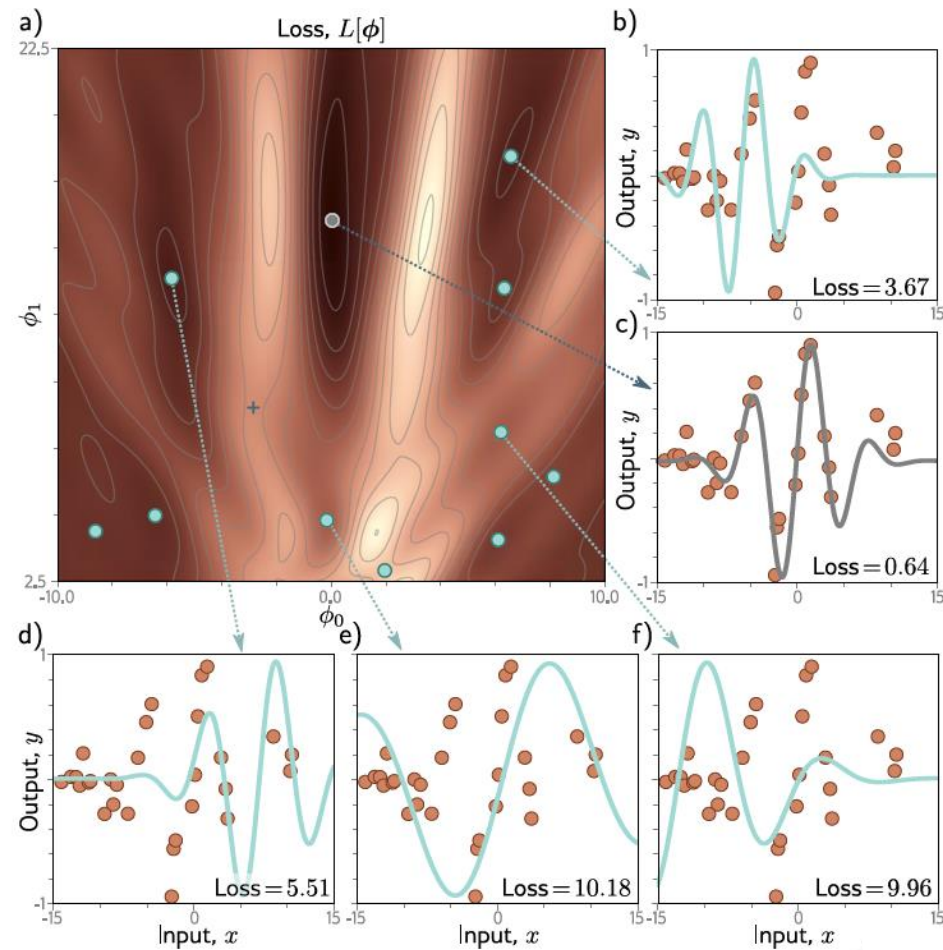 a)
Loss, L[ϕ]
22.5
ϕ1
2.5
-10.0
0.0
10.0
ϕ0
b)
1
Output, y
-1
Loss=3.67
-15
0
15
c)
1
Output, y
-1
Loss=0.64
-15
0
15
d)
1
Output, y
-1
Loss=5.51
-15
0
15
Input, x
e)
Loss=10.18
-15
0
15
Input, x
f)
Loss=9.96
-15
0
15
Input, x